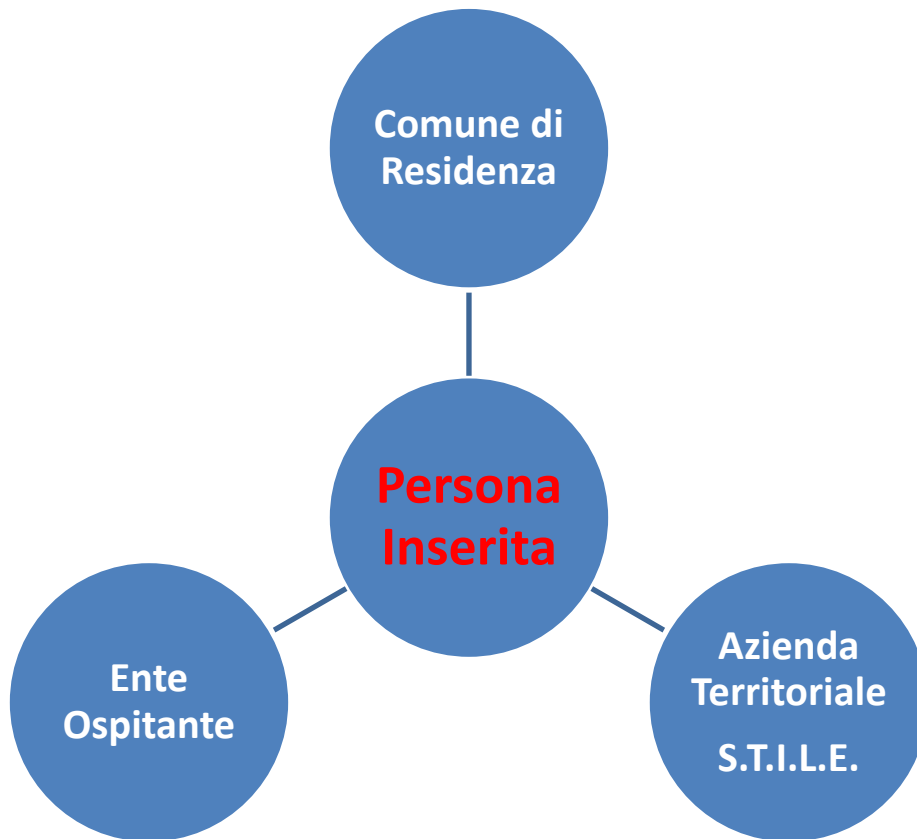 Comune di
Residenza
Persona
Inserita
Ente
Ospitante
Azienda
Territoriale
S.T.I.L.E.